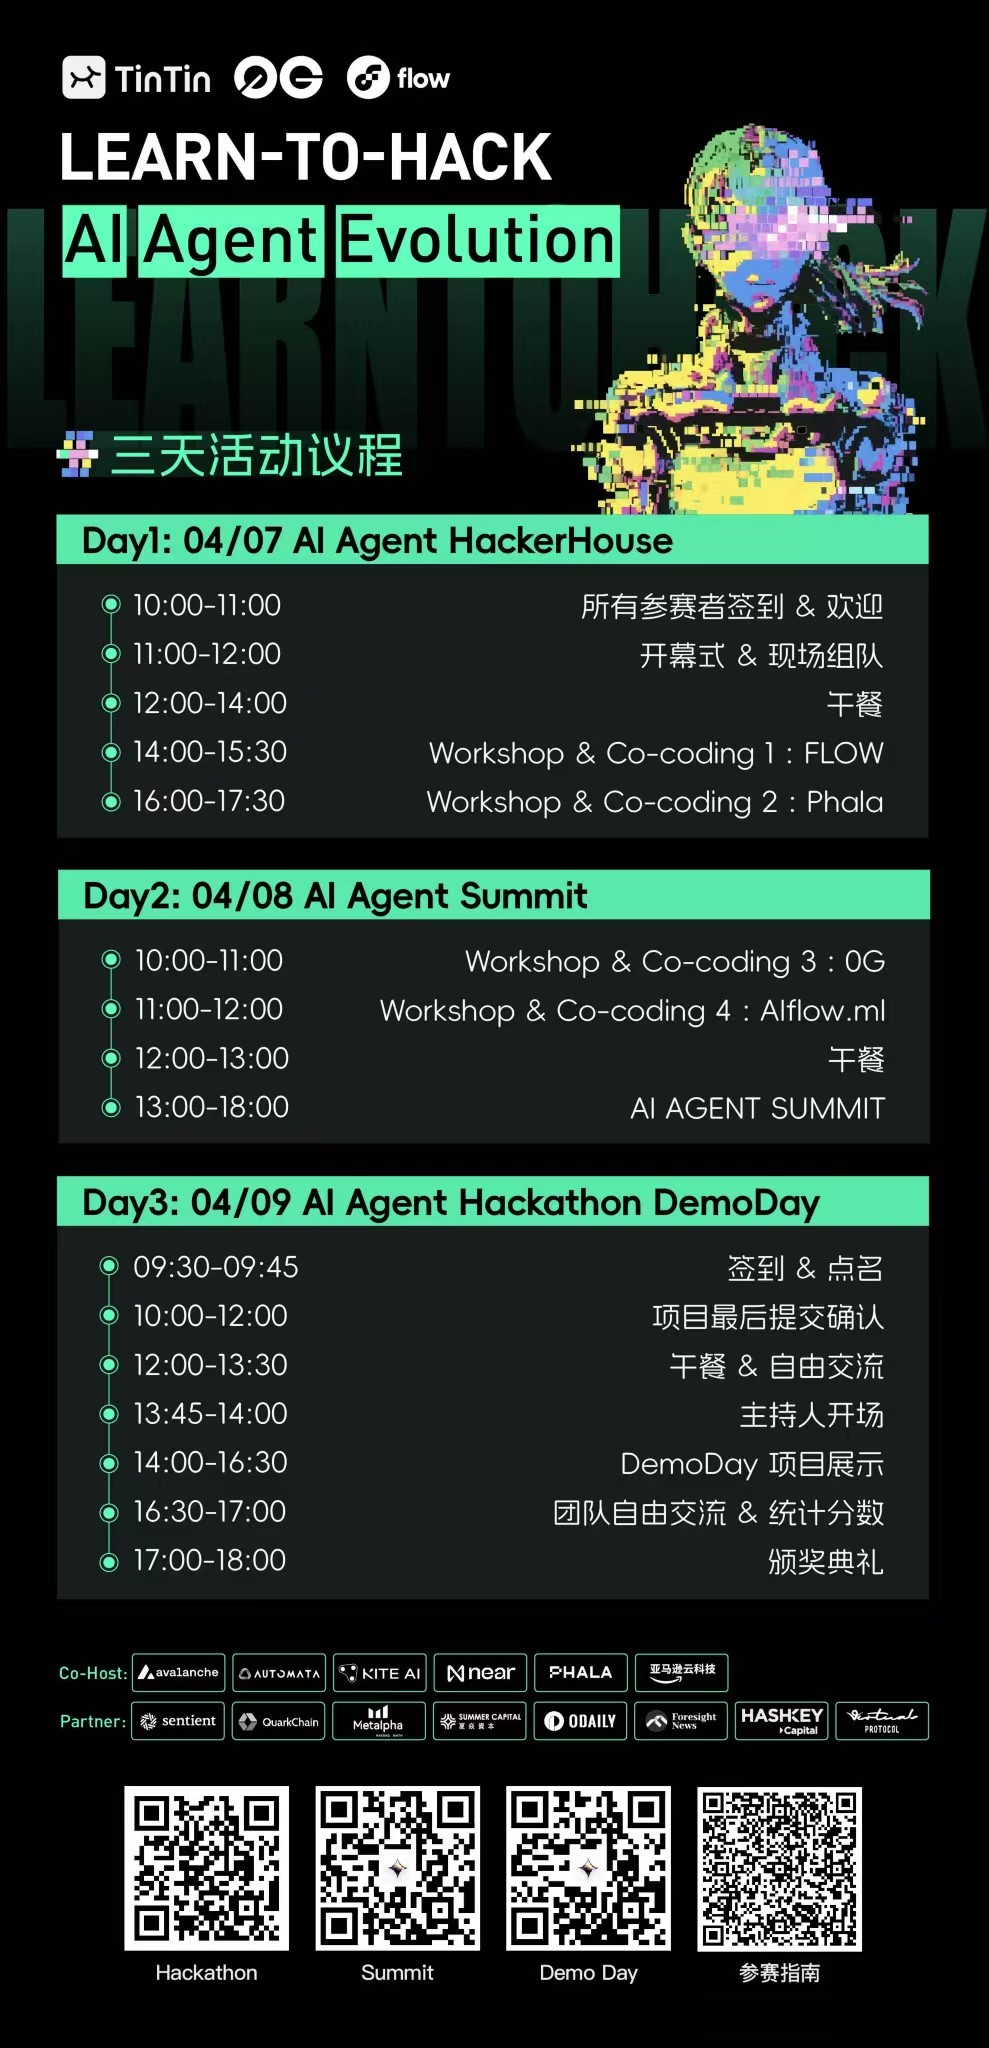 TinTin 0G flow
LEARN-TO-HACK
AI Agent Evolution
LEARNTOHACK
三天活动议程
Day1: 04/07 AI Agent HackerHouse
10:00-11:00 所有参赛者签到 & 欢迎
11:00-12:00 开幕式 & 现场组队
12:00-14:00 午餐
14:00-15:30 Workshop & Co-coding 1 : FLOW
16:00-17:30 Workshop & Co-coding 2 : Phala
Day2: 04/08 AI Agent Summit
10:00-11:00 Workshop & Co-coding 3 : 0G
11:00-12:00 Workshop & Co-coding 4 : AIflow.ml
12:00-13:00 午餐
13:00-18:00 AI AGENT SUMMIT
Day3: 04/09 AI Agent Hackathon DemoDay
09:30-09:45 签到 & 点名
10:00-12:00 项目最后提交确认
12:00-13:30 午餐 & 自由交流
13:45-14:00 主持人开场
14:00-16:30 DemoDay 项目展示
16:30-17:00 团队自由交流 & 统计分数
17:00-18:00 颁奖典礼
Co-Host: avalanche AUTOMATA KITE AI near PHALA 亚马逊云科技
Partner: sentient QuarkChain Metalpha SUMMER CAPITAL 夏焱资本 ODAILY Foresight News HASHKEY Capital Virtual PROTOCOL
Hackathon Summit Demo Day 参赛指南